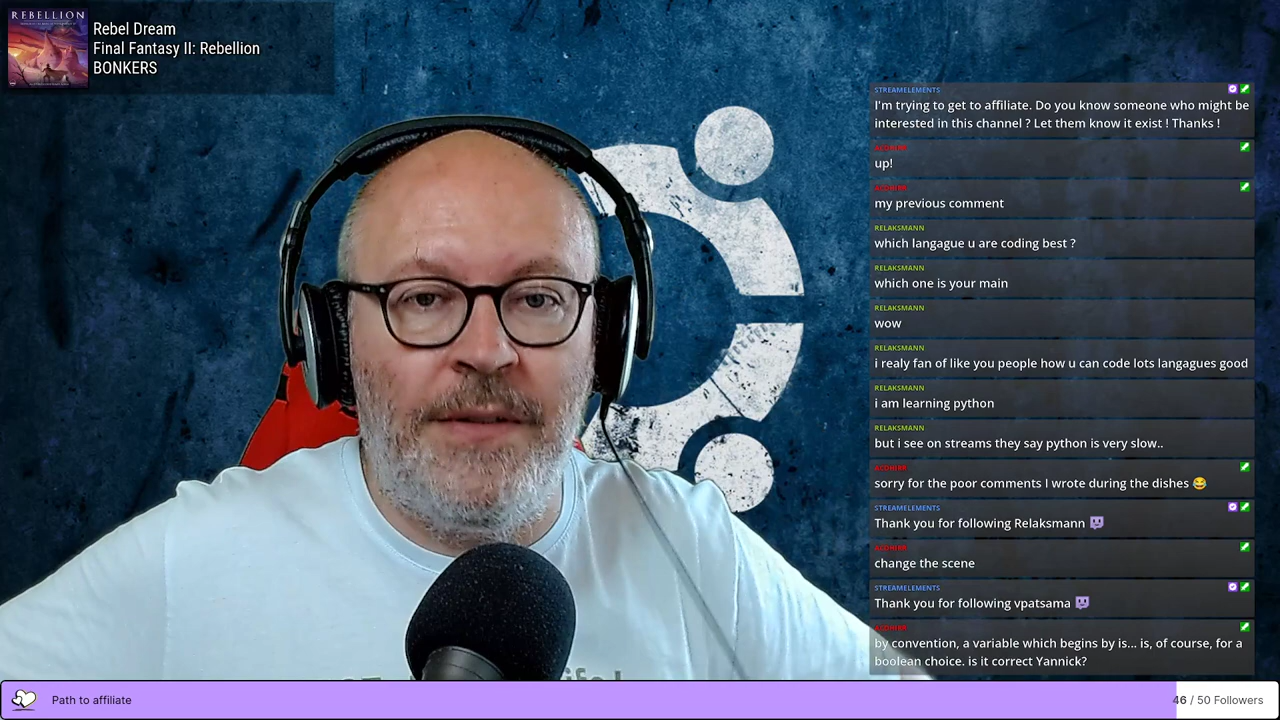 REBELLION
Rebel Dream
Final Fantasy II: Rebellion
BONKERS
STREAMELEMENTS
I'm trying to get to affiliate. Do you know someone who might be
interested in this channel ? Let them know it exist ! Thanks !
up!
my previous comment
RELAKSMANN
which langague u are coding best ?
RELAKSMANN
which one is your main
RELAKSMANN
wow
RELAKSMANN
i realy fan of like you people how u can code lots langagues good
RELAKSMANN
i am learning python
RELAKSMANN
but i see on streams they say python is very slow..
sorry for the poor comments I wrote during the dishes 😂
STREAMELEMENTS
Thank you for following Relaksmann
change the scene
STREAMELEMENTS
Thank you for following vpatsama
by convention, a variable which begins by is... is, of course, for a
boolean choice. is it correct Yannick?
Path to affiliate
46 / 50 Followers